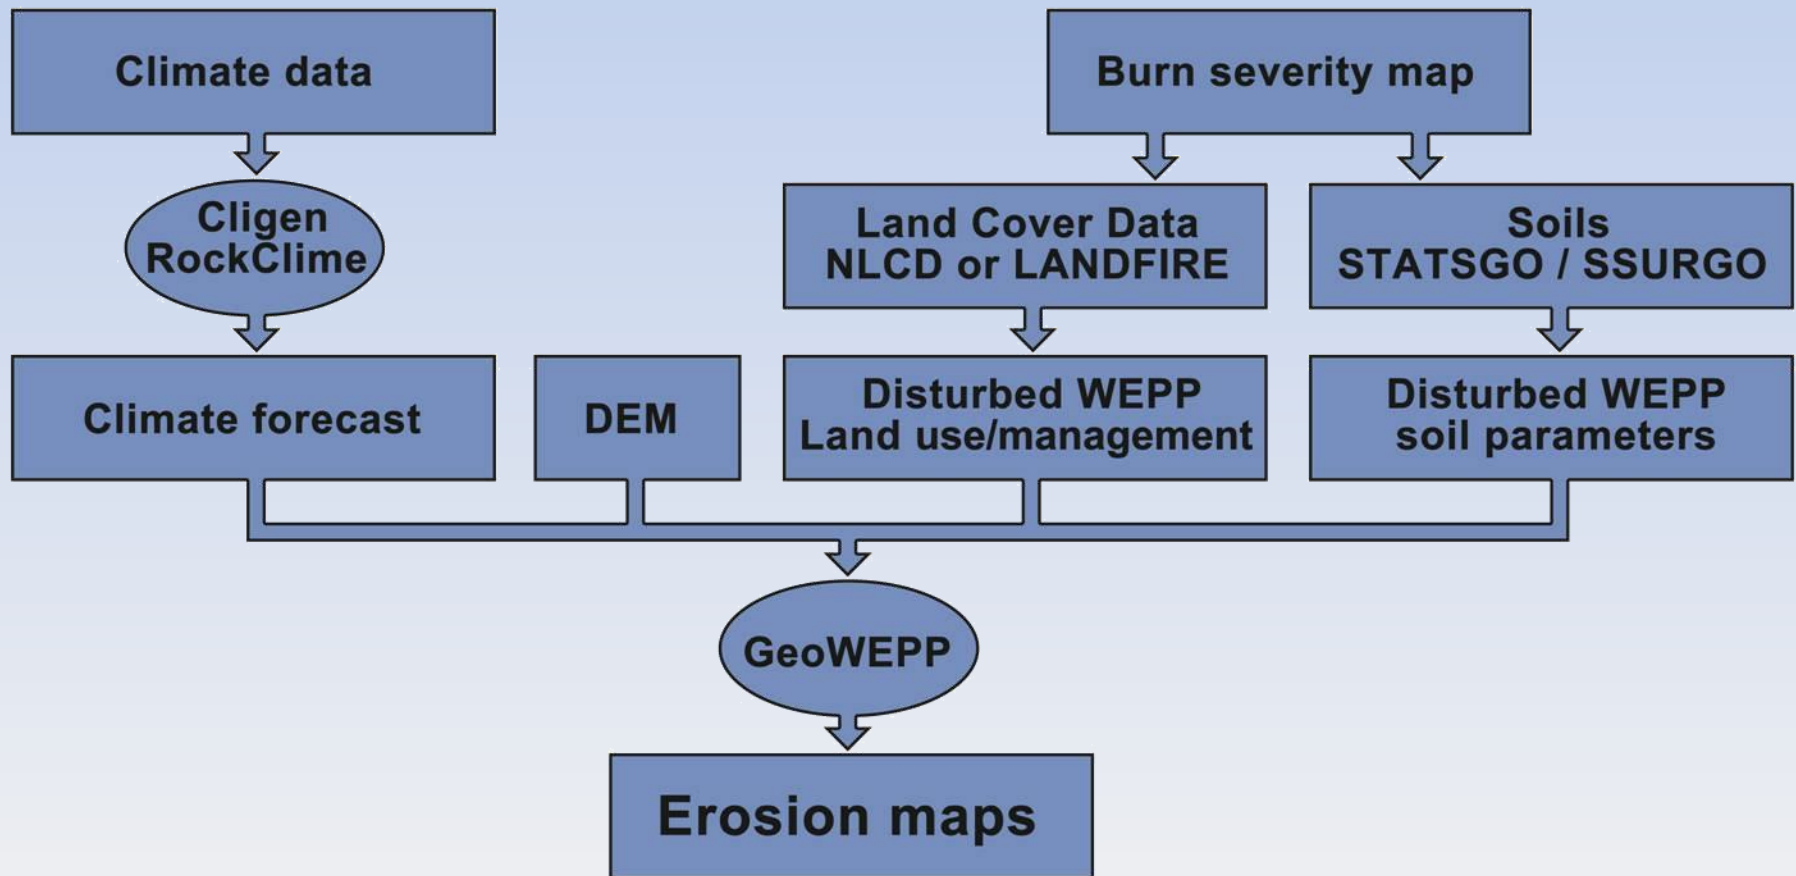 Climate data
Burn severity map
Cligen
RockClime
Land Cover Data
NLCD or LANDFIRE
Soils
STATSGO / SSURGO
Climate forecast
DEM
Disturbed WEPP
Land use/management
Disturbed WEPP
soil parameters
GeoWEPP
Erosion maps